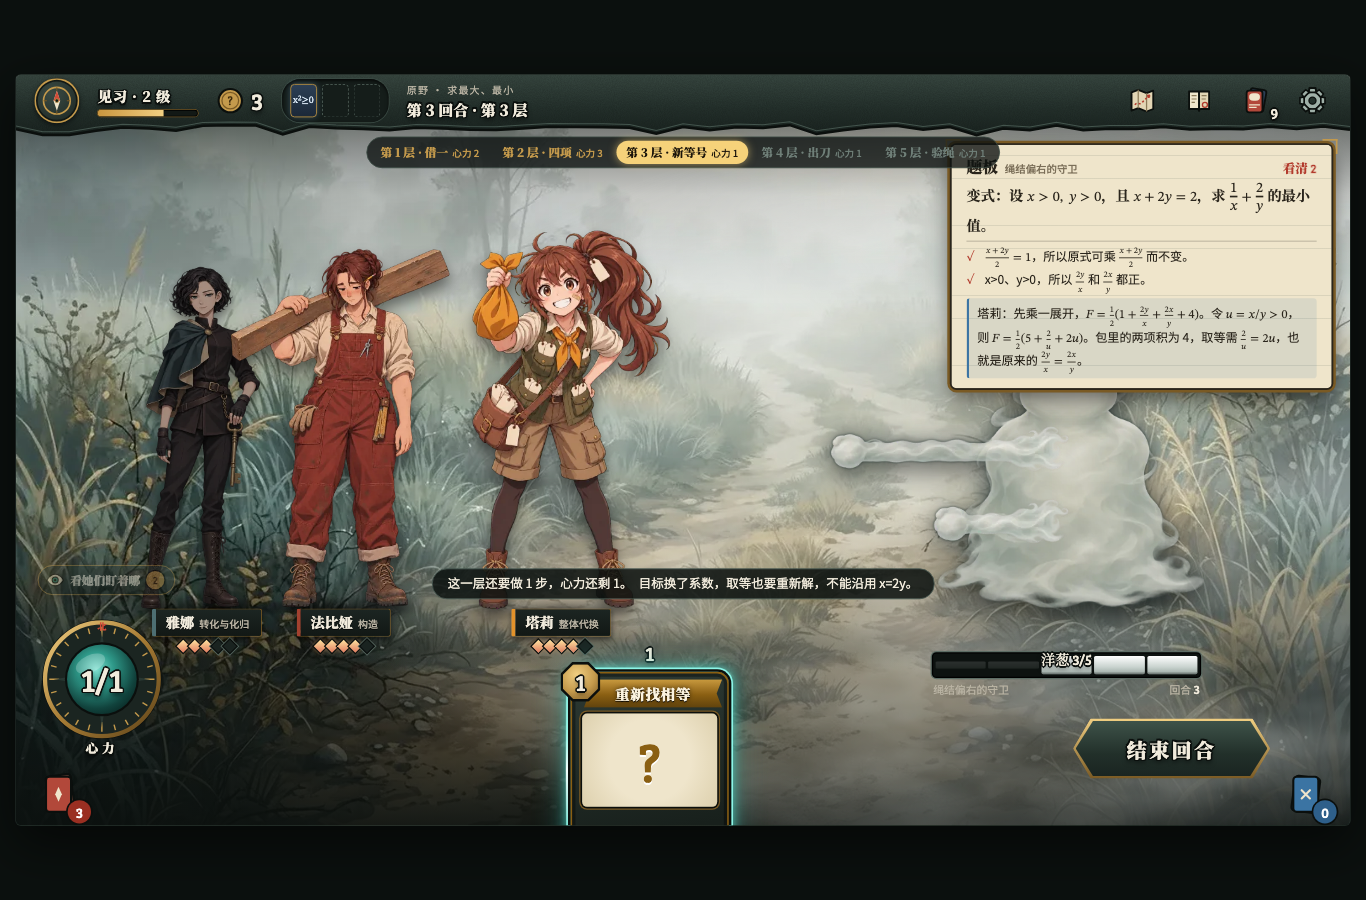 见习·2 级
? 3
x²≥0
原野 · 求最大、最小
第 3 回合 · 第 3 层
9
第 1 层 · 借一 心力 2
第 2 层 · 四项 心力 3
第 3 层 · 新等号 心力 1
第 4 层 · 出刀 心力 1
第 5 层 · 验绳 心力 1
题板 绳结偏右的守卫 看清 2
变式：设 x > 0, y > 0，且 x + 2y = 2，求 1/x + 2/y 的最小
值。
√ (x+2y)/2 = 1，所以原式可乘 (x+2y)/2 而不变。
√ x>0、y>0，所以 2y/x 和 2x/y 都正。
塔莉：先乘一展开，F = 1/2(1 + 2y/x + 2x/y + 4)。令 u = x/y > 0，
则 F = 1/2(5 + 2/u + 2u)。包里的两项积为 4，取等需 2/u = 2u，也
就是原来的 2y/x = 2x/y。
看她们盯着哪 2
这一层还要做 1 步，心力还剩 1。 目标换了系数，取等也要重新解，不能沿用 x=2y。
雅娜 转化与化归
法比娅 构造
塔莉 整体代换
1/1
心力
3
1
1 重新找相等
?
洋葱 3/5
绳结偏右的守卫 回合 3
结束回合
0